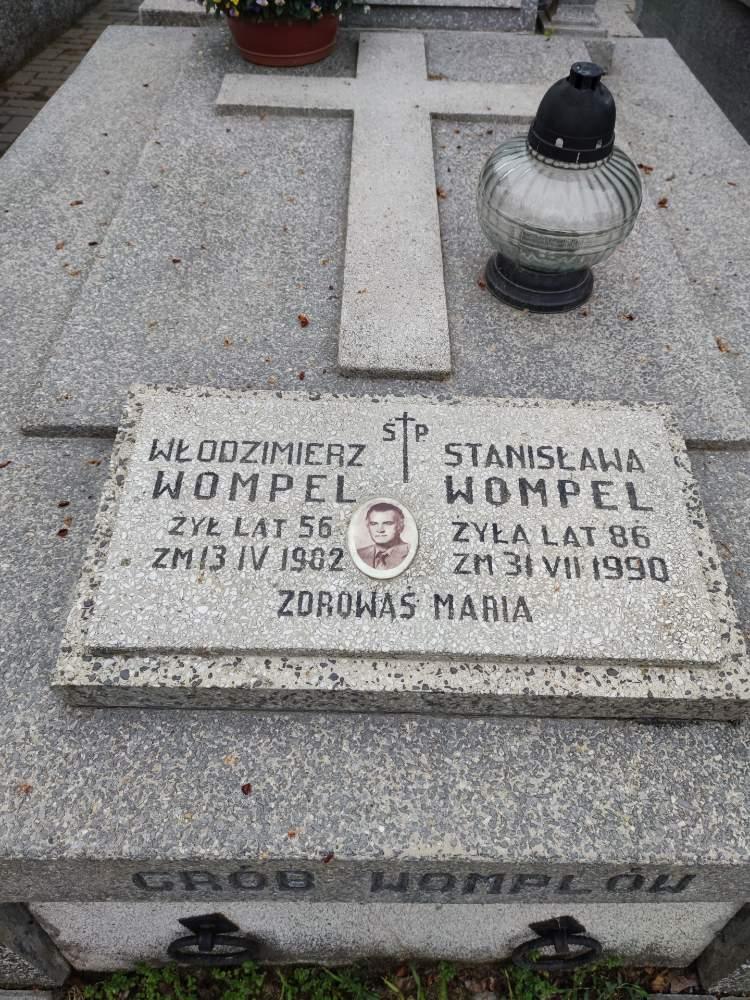 Ś P
WŁODZIMIERZ
WOMPEL
ŻYŁ LAT 56
ZM 13 IV 1982
STANISŁAWA
WOMPEL
ŻYŁA LAT 86
ZM 31 VII 1990
ZDROWAŚ MARIA
GRÓB WOMPLÓW